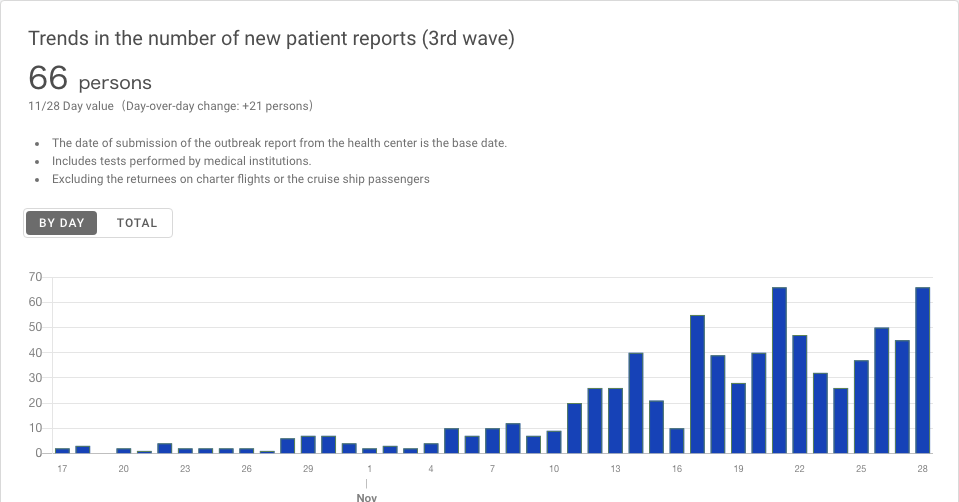 Trends in the number of new patient reports (3rd wave)
66 persons
11/28 Day value（Day-over-day change: +21 persons）
• The date of submission of the outbreak report from the health center is the base date.
• Includes tests performed by medical institutions.
• Excluding the returnees on charter flights or the cruise ship passengers
BY DAY TOTAL
70
60
50
40
30
20
10
0
17 20 23 26 29 1 4 7 10 13 16 19 22 25 28
Nov